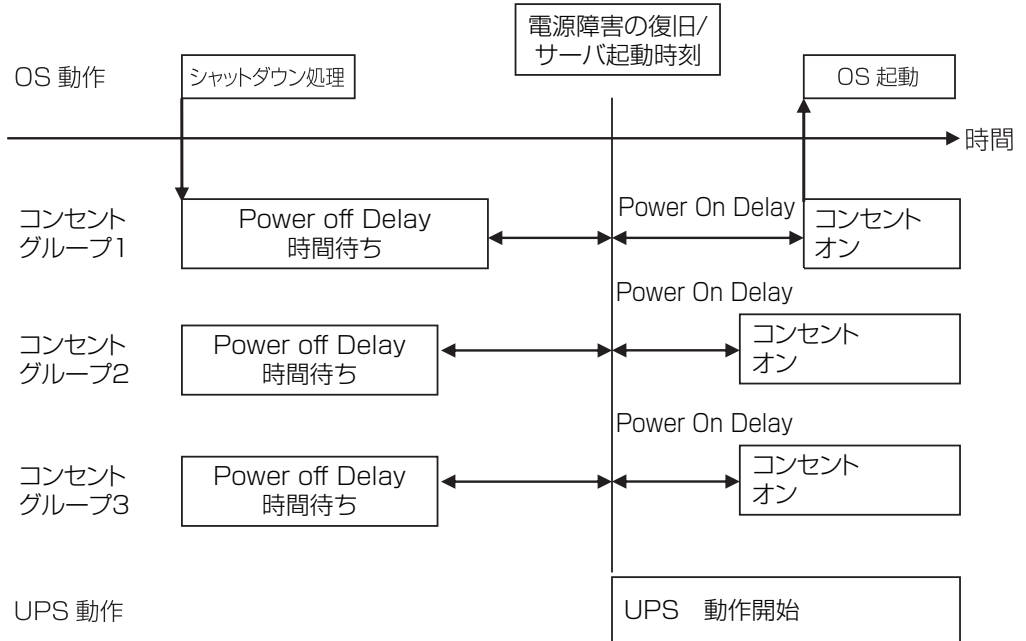 電源障害の復旧/
サーバ起動時刻
OS 動作
シャットダウン処理
OS 起動
時間
コンセント
グループ1
Power off Delay
時間待ち
Power On Delay
コンセント
オン
コンセント
グループ2
Power off Delay
時間待ち
Power On Delay
コンセント
オン
コンセント
グループ3
Power off Delay
時間待ち
Power On Delay
コンセント
オン
UPS 動作
UPS　動作開始